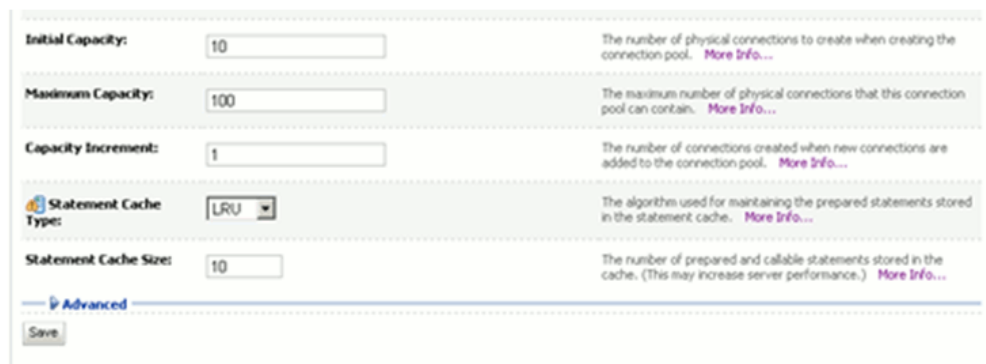 Initial Capacity:
10
The number of physical connections to create when creating the
connection pool. More Info...
Maximum Capacity:
100
The maximum number of physical connections that this connection
pool can contain. More Info...
Capacity Increment:
1
The number of connections created when new connections are
added to the connection pool. More Info...
Statement Cache
Type:
LRU
The algorithm used for maintaining the prepared statements stored
in the statement cache. More Info...
Statement Cache Size:
10
The number of prepared and callable statements stored in the
cache. (This may increase server performance.) More Info...
Advanced
Save